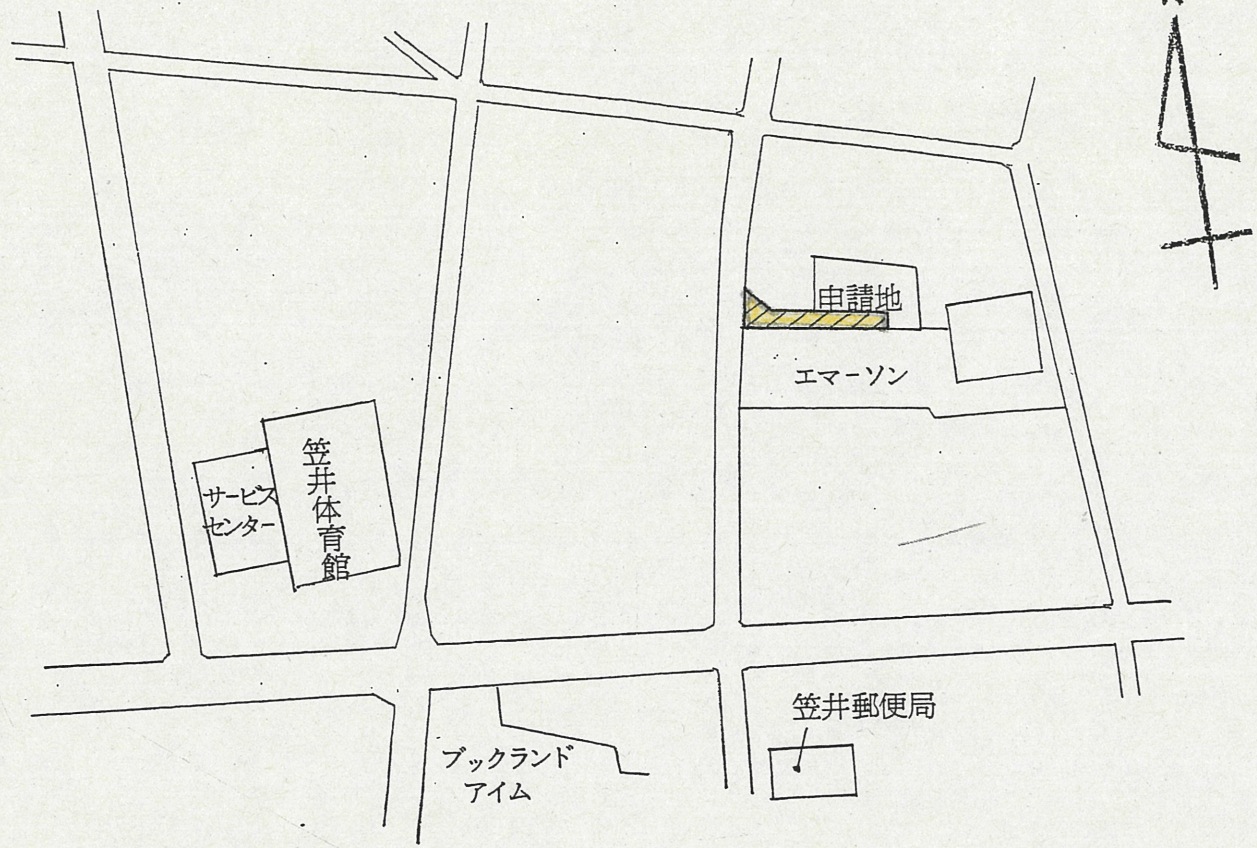 申請地
エマーソン
笠井体育館
サービス
センター
笠井郵便局
ブックランド
アイム